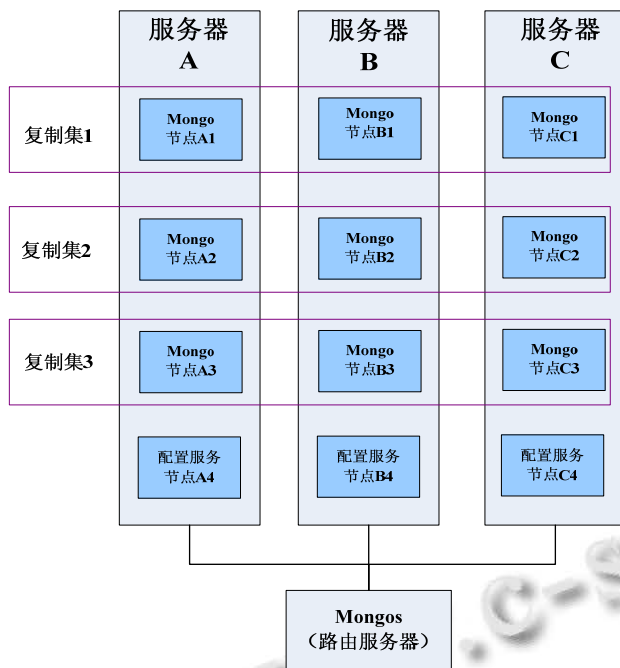 服务器
A
服务器
B
服务器
C
复制集1
Mongo
节点A1
Mongo
节点B1
Mongo
节点C1
复制集2
Mongo
节点A2
Mongo
节点B2
Mongo
节点C2
复制集3
Mongo
节点A3
Mongo
节点B3
Mongo
节点C3
配置服务
节点A4
配置服务
节点B4
配置服务
节点C4
Mongos
（路由服务器）